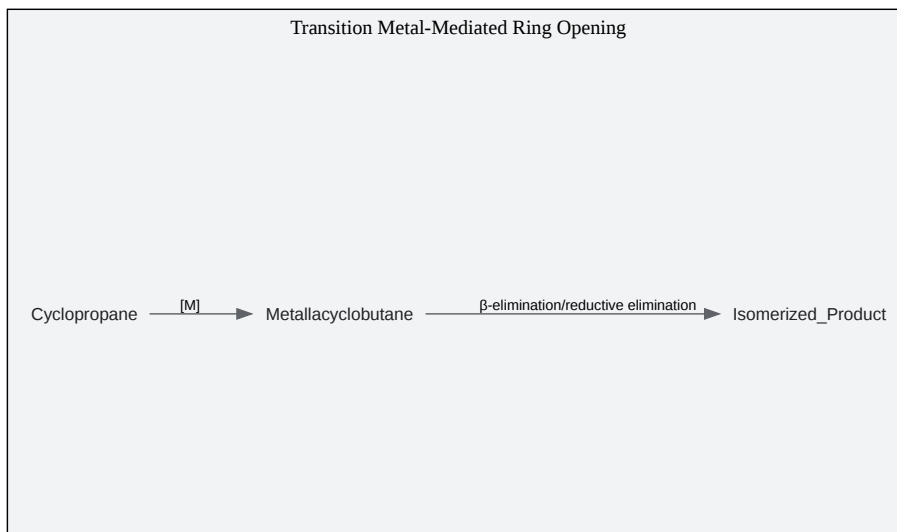 Transition Metal-Mediated Ring Opening
Cyclopropane
[M]
Metallacyclobutane
β-elimination/reductive elimination
Isomerized_Product